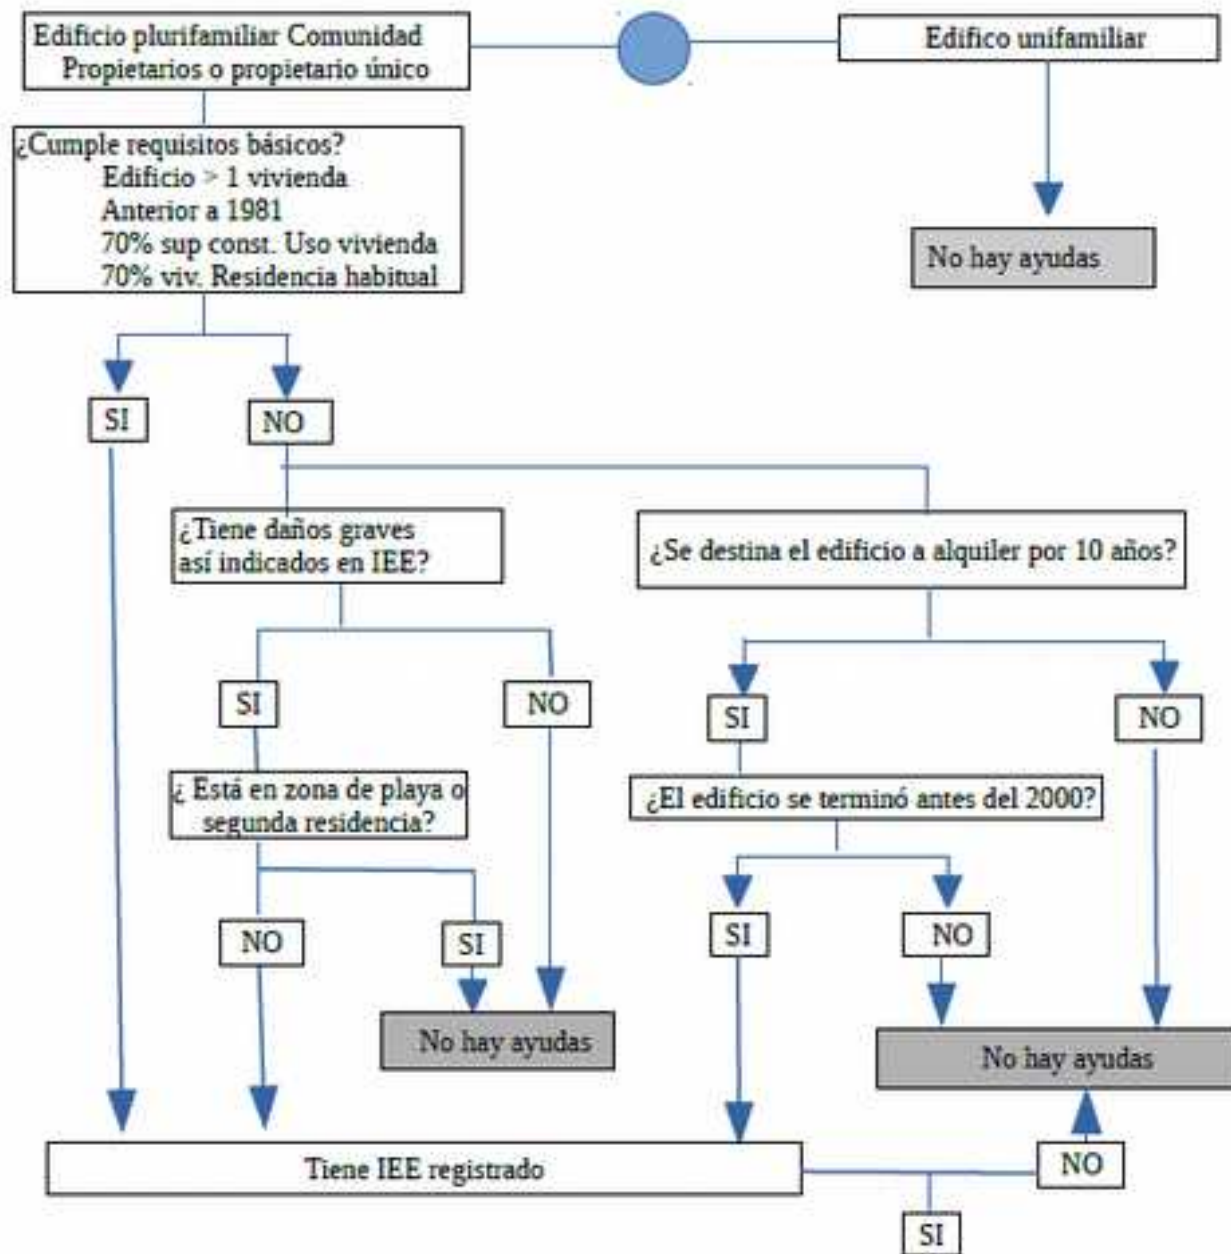 Edificio plurifamiliar Comunidad
Propietarios o propietario único
Edifico unifamiliar
¿Cumple requisitos básicos?
Edificio > 1 vivienda
Anterior a 1981
70% sup const. Uso vivienda
70% viv. Residencia habitual
No hay ayudas
SI
NO
¿Tiene daños graves
así indicados en IEE?
¿Se destina el edificio a alquiler por 10 años?
SI
NO
SI
NO
¿ Está en zona de playa o
segunda residencia?
¿El edificio se terminó antes del 2000?
NO
SI
SI
NO
No hay ayudas
No hay ayudas
Tiene IEE registrado
NO
SI